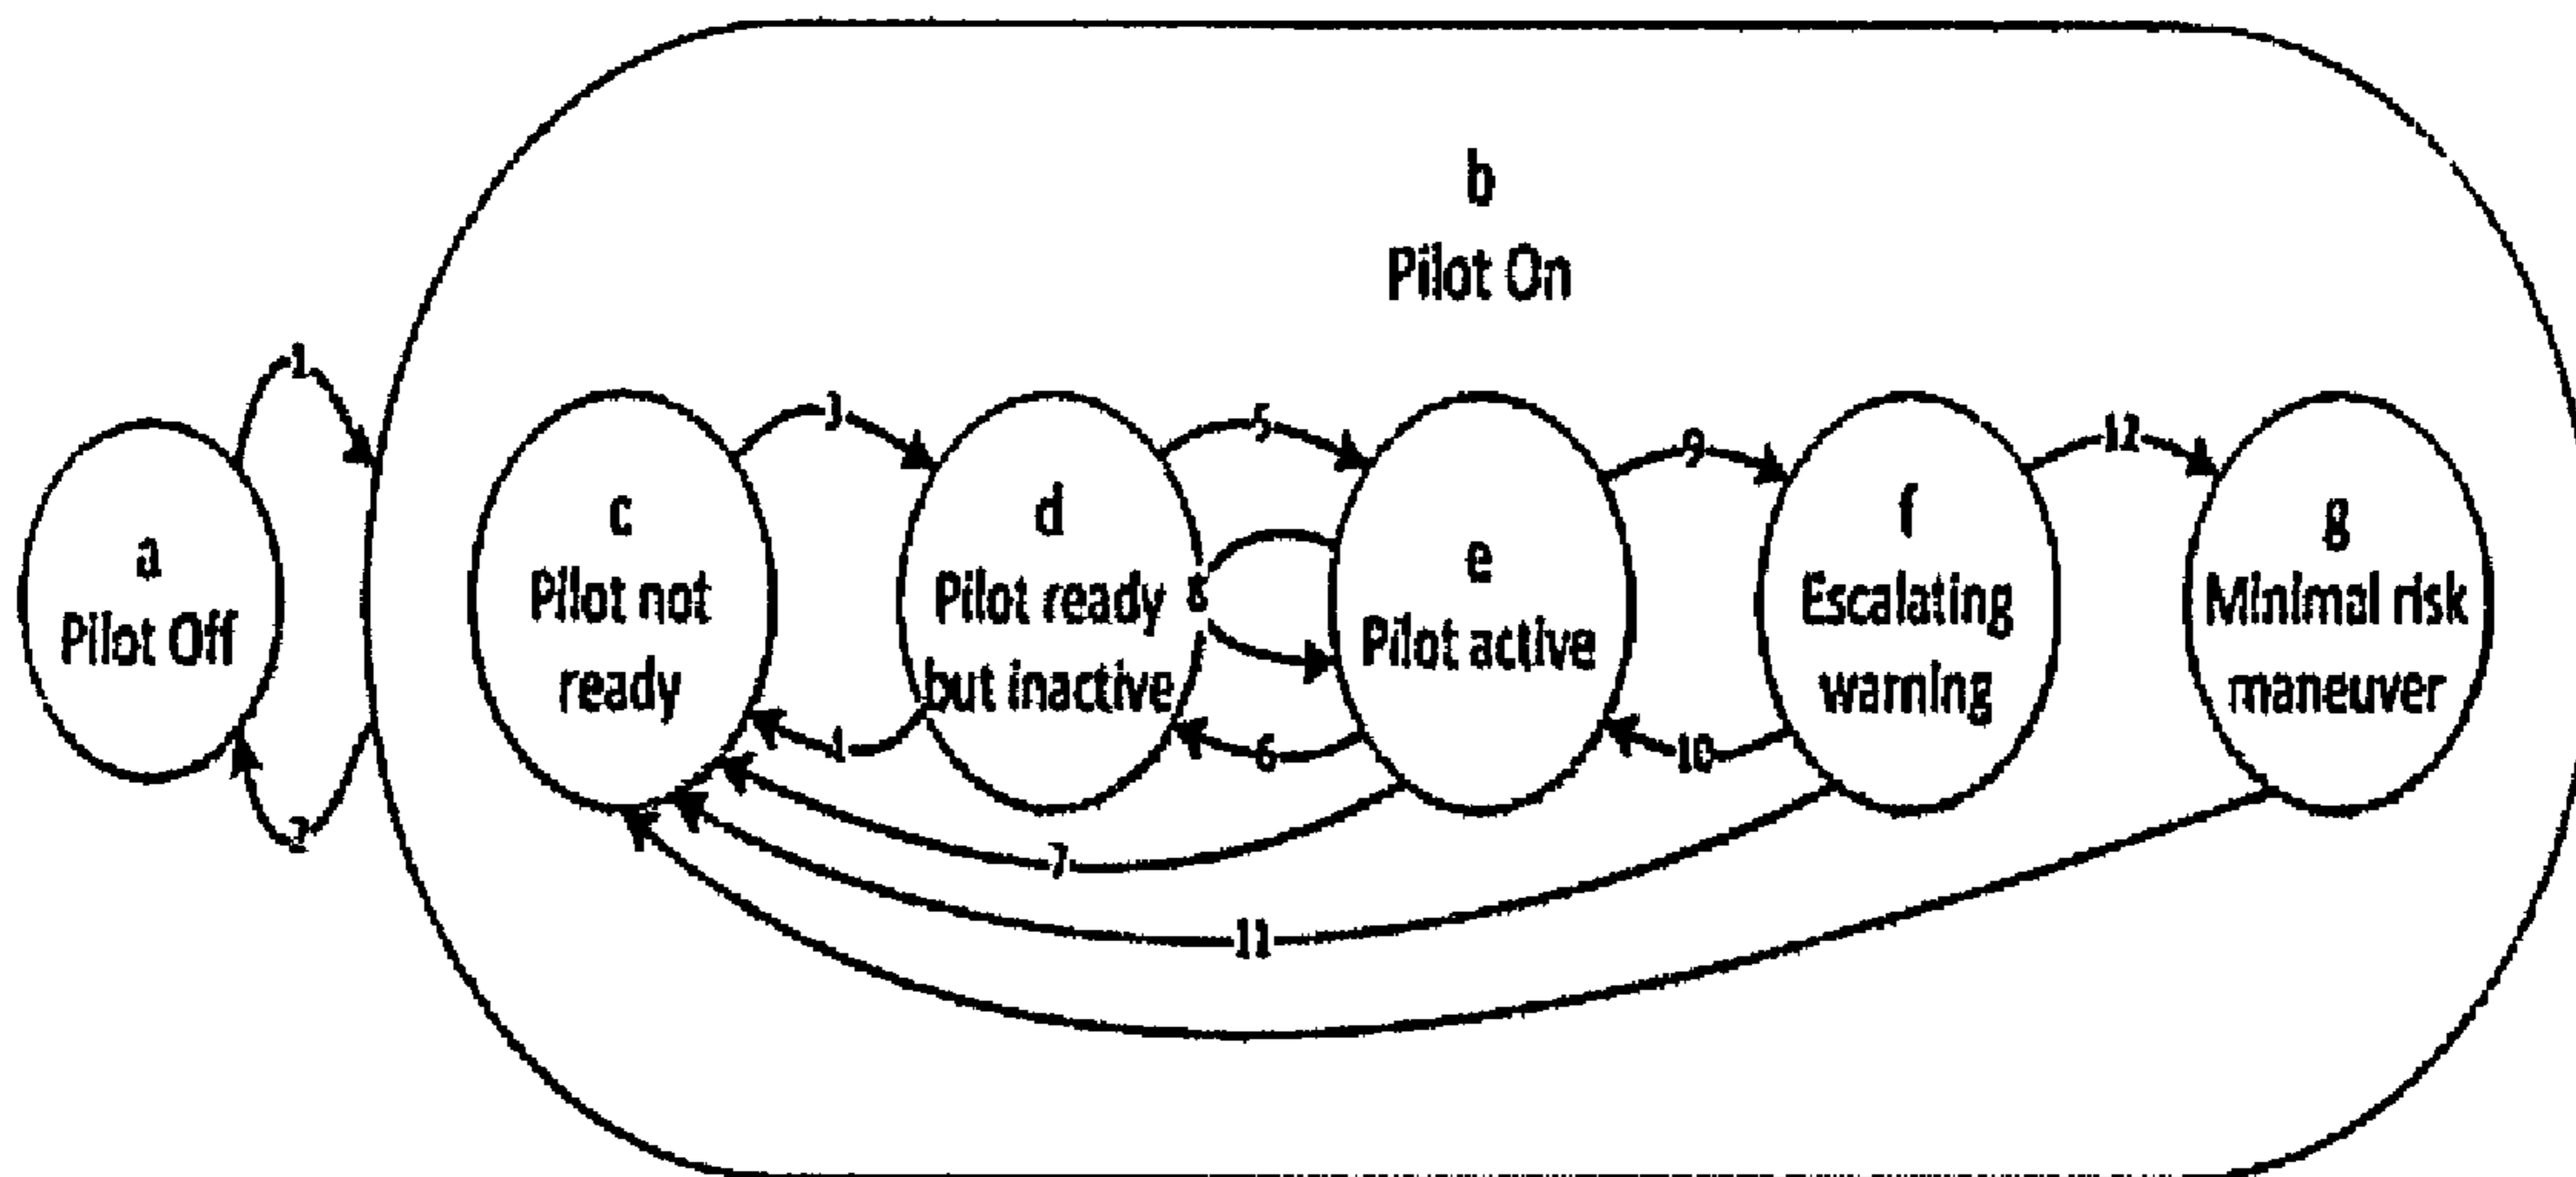 b
Pilot On
1
3
5
9
12
a
Pilot Off
c
Pilot not
ready
d
Pilot ready
but inactive
8
e
Pilot active
f
Escalating
warning
g
Minimal risk
maneuver
2
6
10
7
11